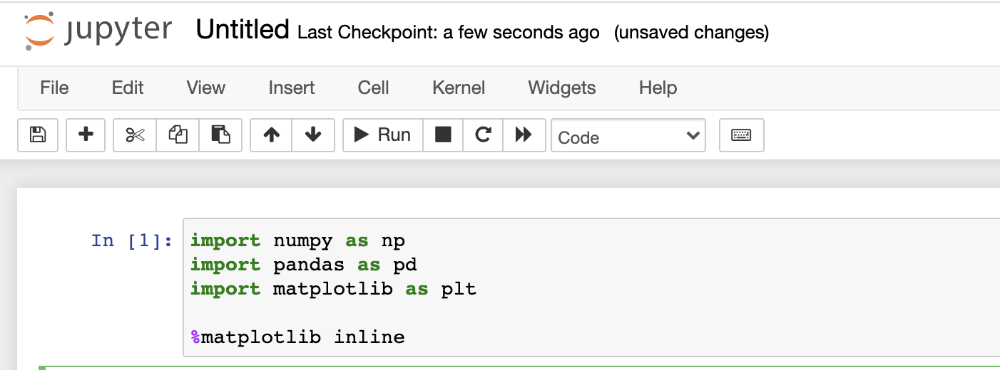 jupyter Untitled Last Checkpoint: a few seconds ago (unsaved changes)
File Edit View Insert Cell Kernel Widgets Help
Run Code
In [1]: import numpy as np
import pandas as pd
import matplotlib as plt
%matplotlib inline